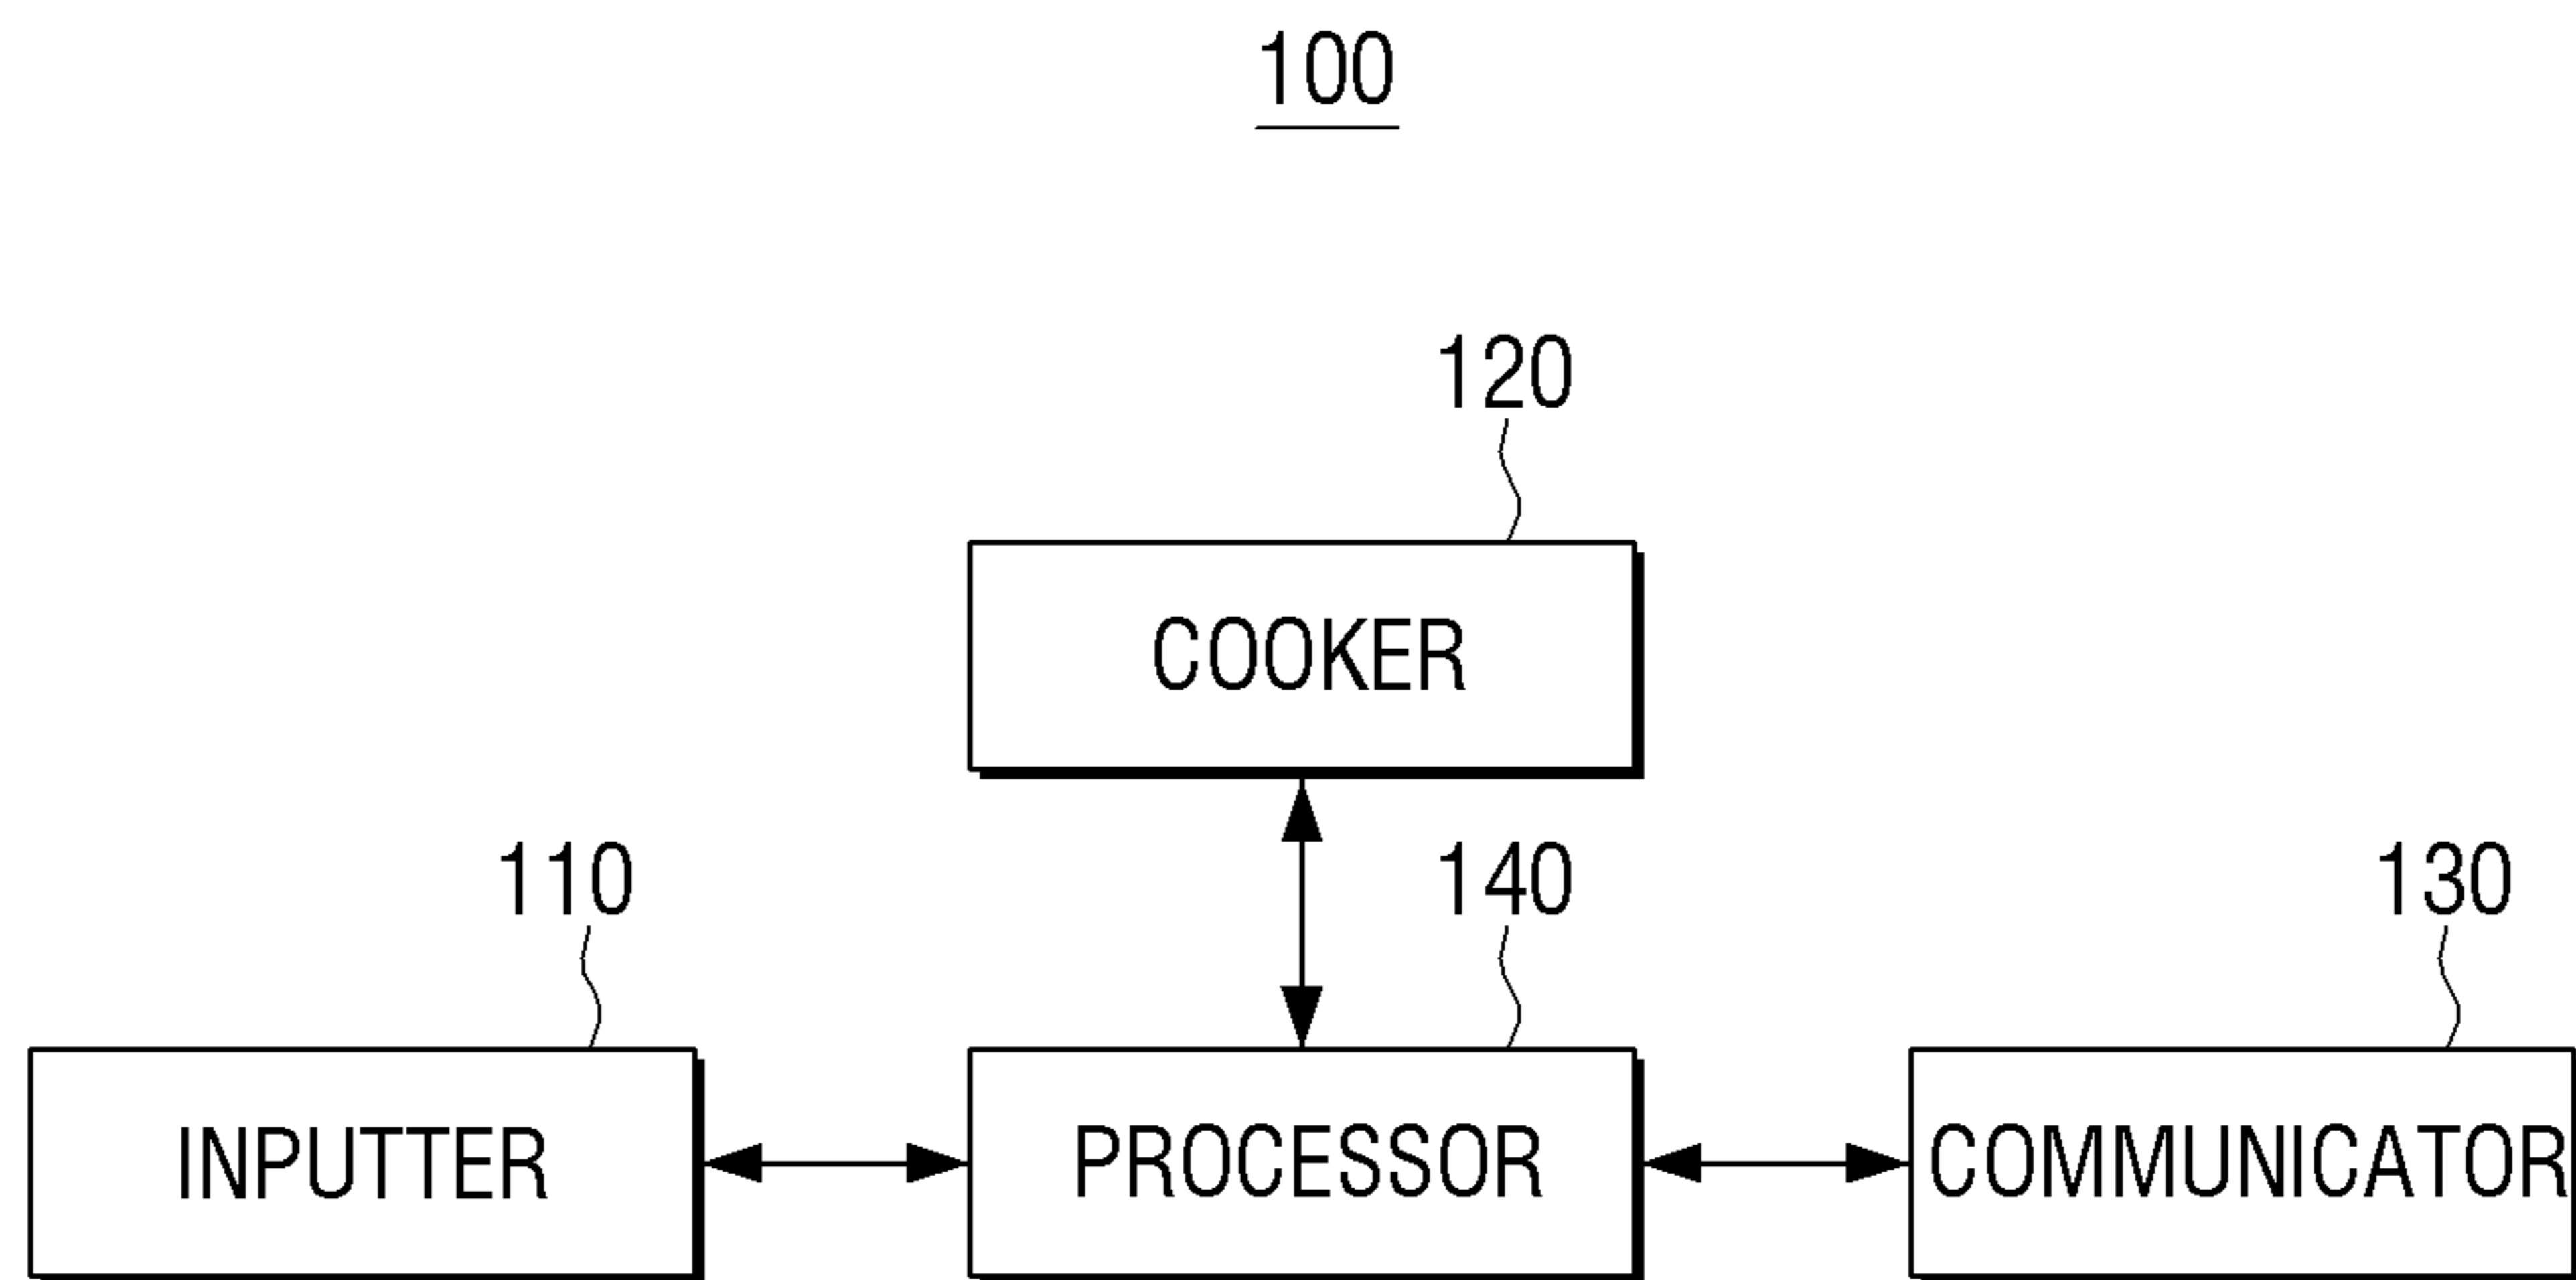 100
120
COOKER
110
140
130
INPUTTER
PROCESSOR
COMMUNICATOR